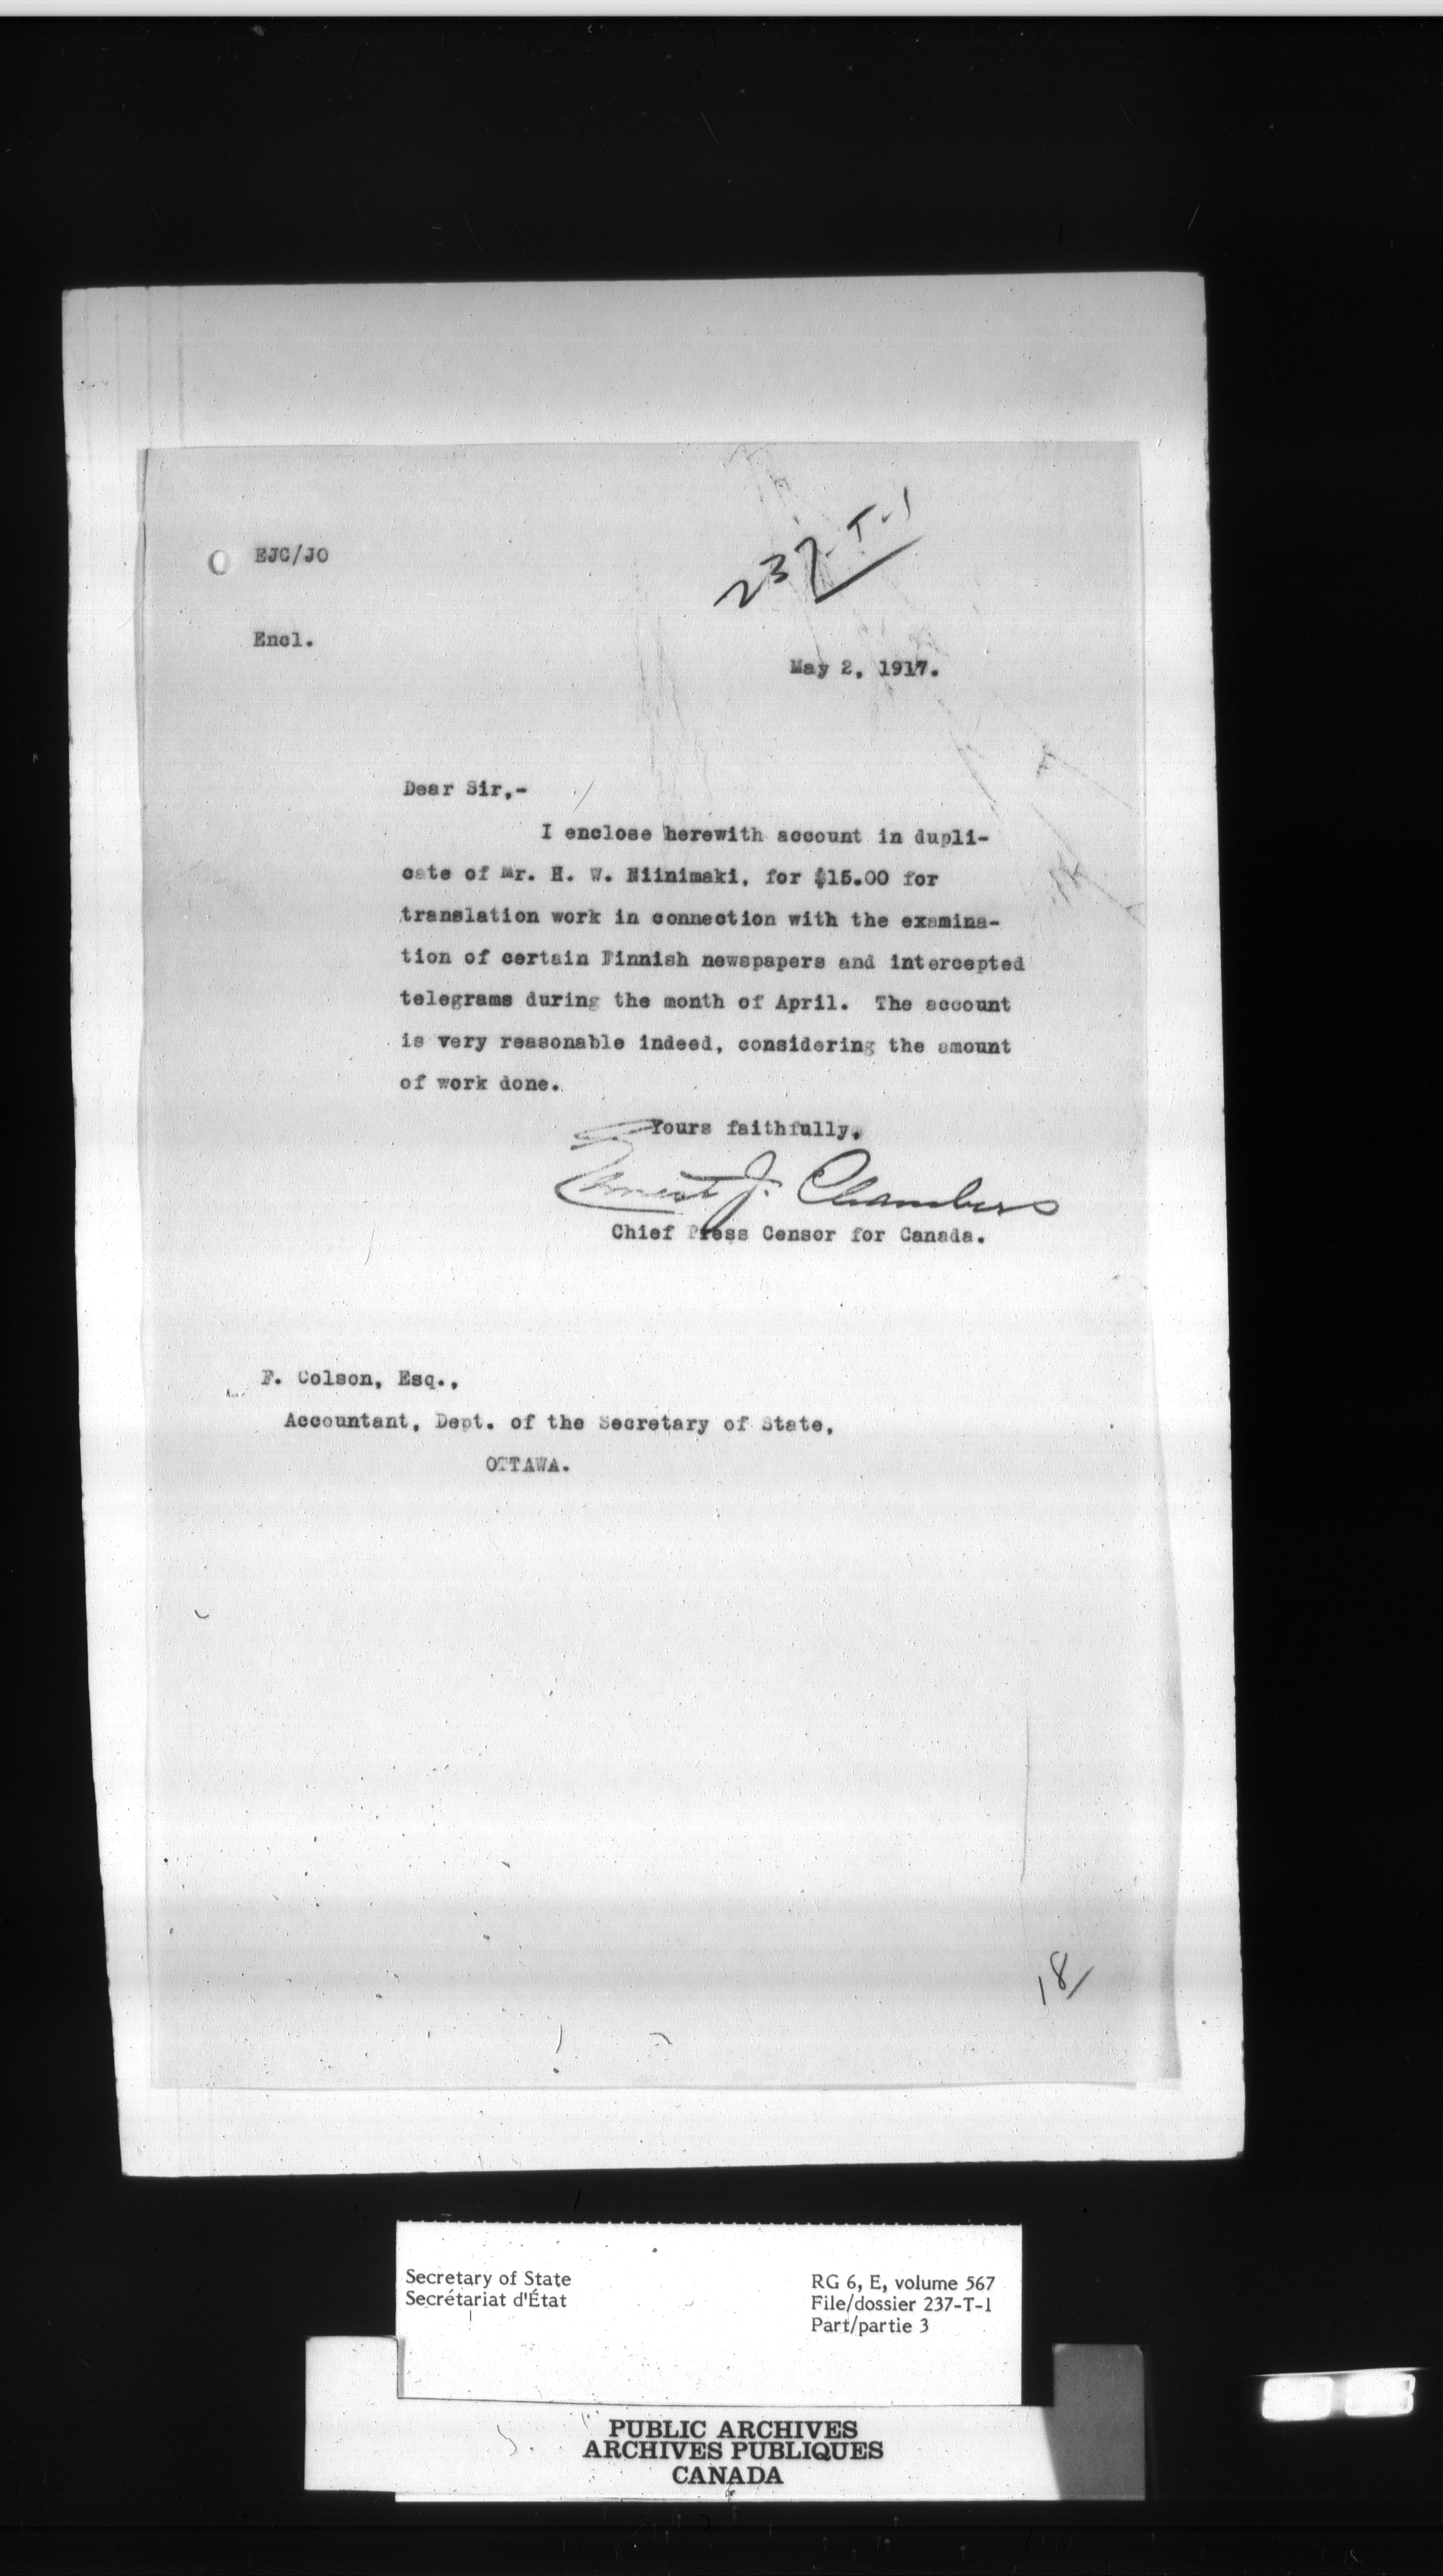 237-T-1
EJC/JO
Encl.
May 2, 1917.
Dear Sir,-
I enclose herewith account in dupli-
cate of Mr. H. W. Niinimaki, for $15.00 for
translation work in connection with the examina-
tion of certain Finnish newspapers and intercepted
telegrams during the month of April. The account
is very reasonable indeed, considering the amount
of work done.
Yours faithfully,
Ernest J. Chambers
Chief Press Censor for Canada.
F. Colson, Esq.,
Accountant, Dept. of the Secretary of State,
OTTAWA.
18
Secretary of State
Secrétariat d'État
RG 6, E, volume 567
File/dossier 237-T-1
Part/partie 3
PUBLIC ARCHIVES
ARCHIVES PUBLIQUES
CANADA